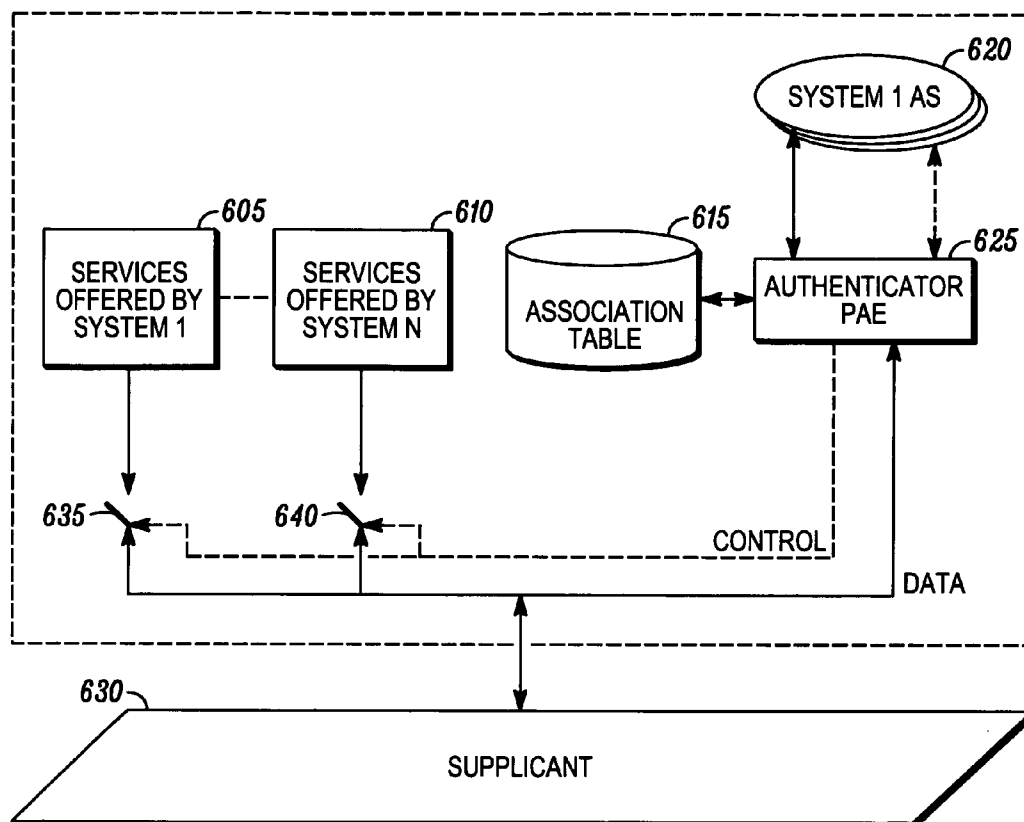 620
SYSTEM 1 AS
605
610
615
625
SERVICES
OFFERED BY
SYSTEM 1
SERVICES
OFFERED BY
SYSTEM N
ASSOCIATION
TABLE
AUTHENTICATOR
PAE
635
640
CONTROL
DATA
630
SUPPLICANT